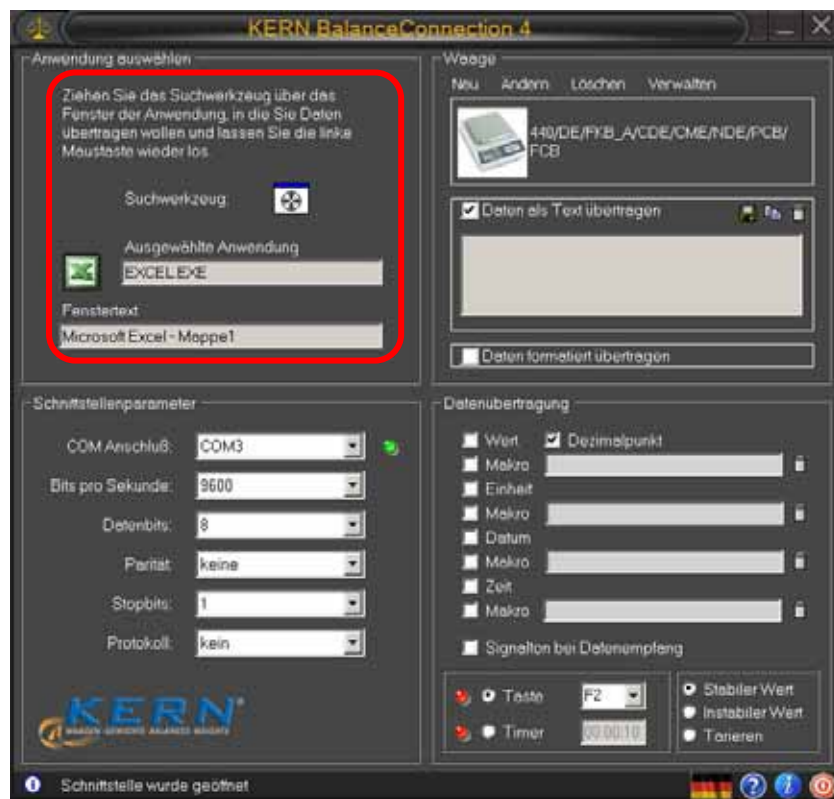 KERN BalanceConnection 4
Anwendung auswählen
Ziehen Sie das Suchwerkzeug über das
Fenster der Anwendung, in die Sie Daten
übertragen wollen und lassen Sie die linke
Maustaste wieder los.
Suchwerkzeug:
Ausgewählte Anwendung
EXCEL.EXE
Fenstertext
Microsoft Excel - Mappe1
Waage
Neu Ändern Löschen Verwalten
440/DE/FKB_A/CDE/CME/NDE/PCB/
FCB
Daten als Text übertragen
Daten formatiert übertragen
Schnittstellenparameter
COM Anschluß: COM3
Bits pro Sekunde: 9600
Datenbits: 8
Parität: keine
Stopbits: 1
Protokoll: kein
KERN
Datenübertragung
Wert Dezimalpunkt
Makro
Einheit
Makro
Datum
Makro
Zeit
Makro
Signalton bei Datenempfang
Taste F2
Timer 00:00:10
Stabiler Wert
Instabiler Wert
Tarieren
Schnittstelle wurde geöffnet